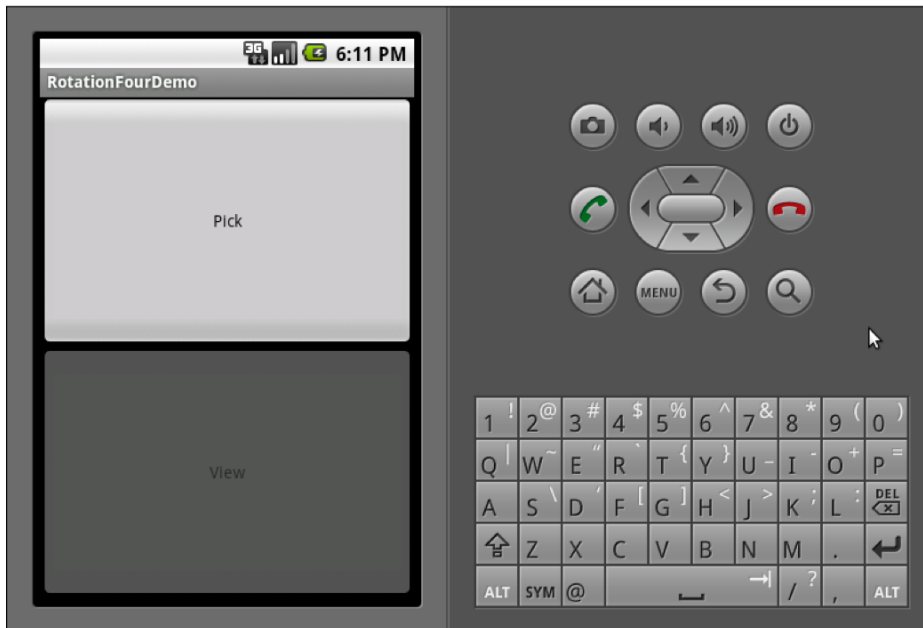 3G 6:11 PM
RotationFourDemo
Pick
View
MENU
1 ! 2 @ 3 # 4 $ 5 % 6 ^ 7 & 8 * 9 ( 0 )
Q | W ~ E " R ` T { Y } U _ I - O + P =
A S \ D ' F [ G ] H < J > K ; L : DEL
Z X C V B N M .
ALT SYM @ / ? , ALT